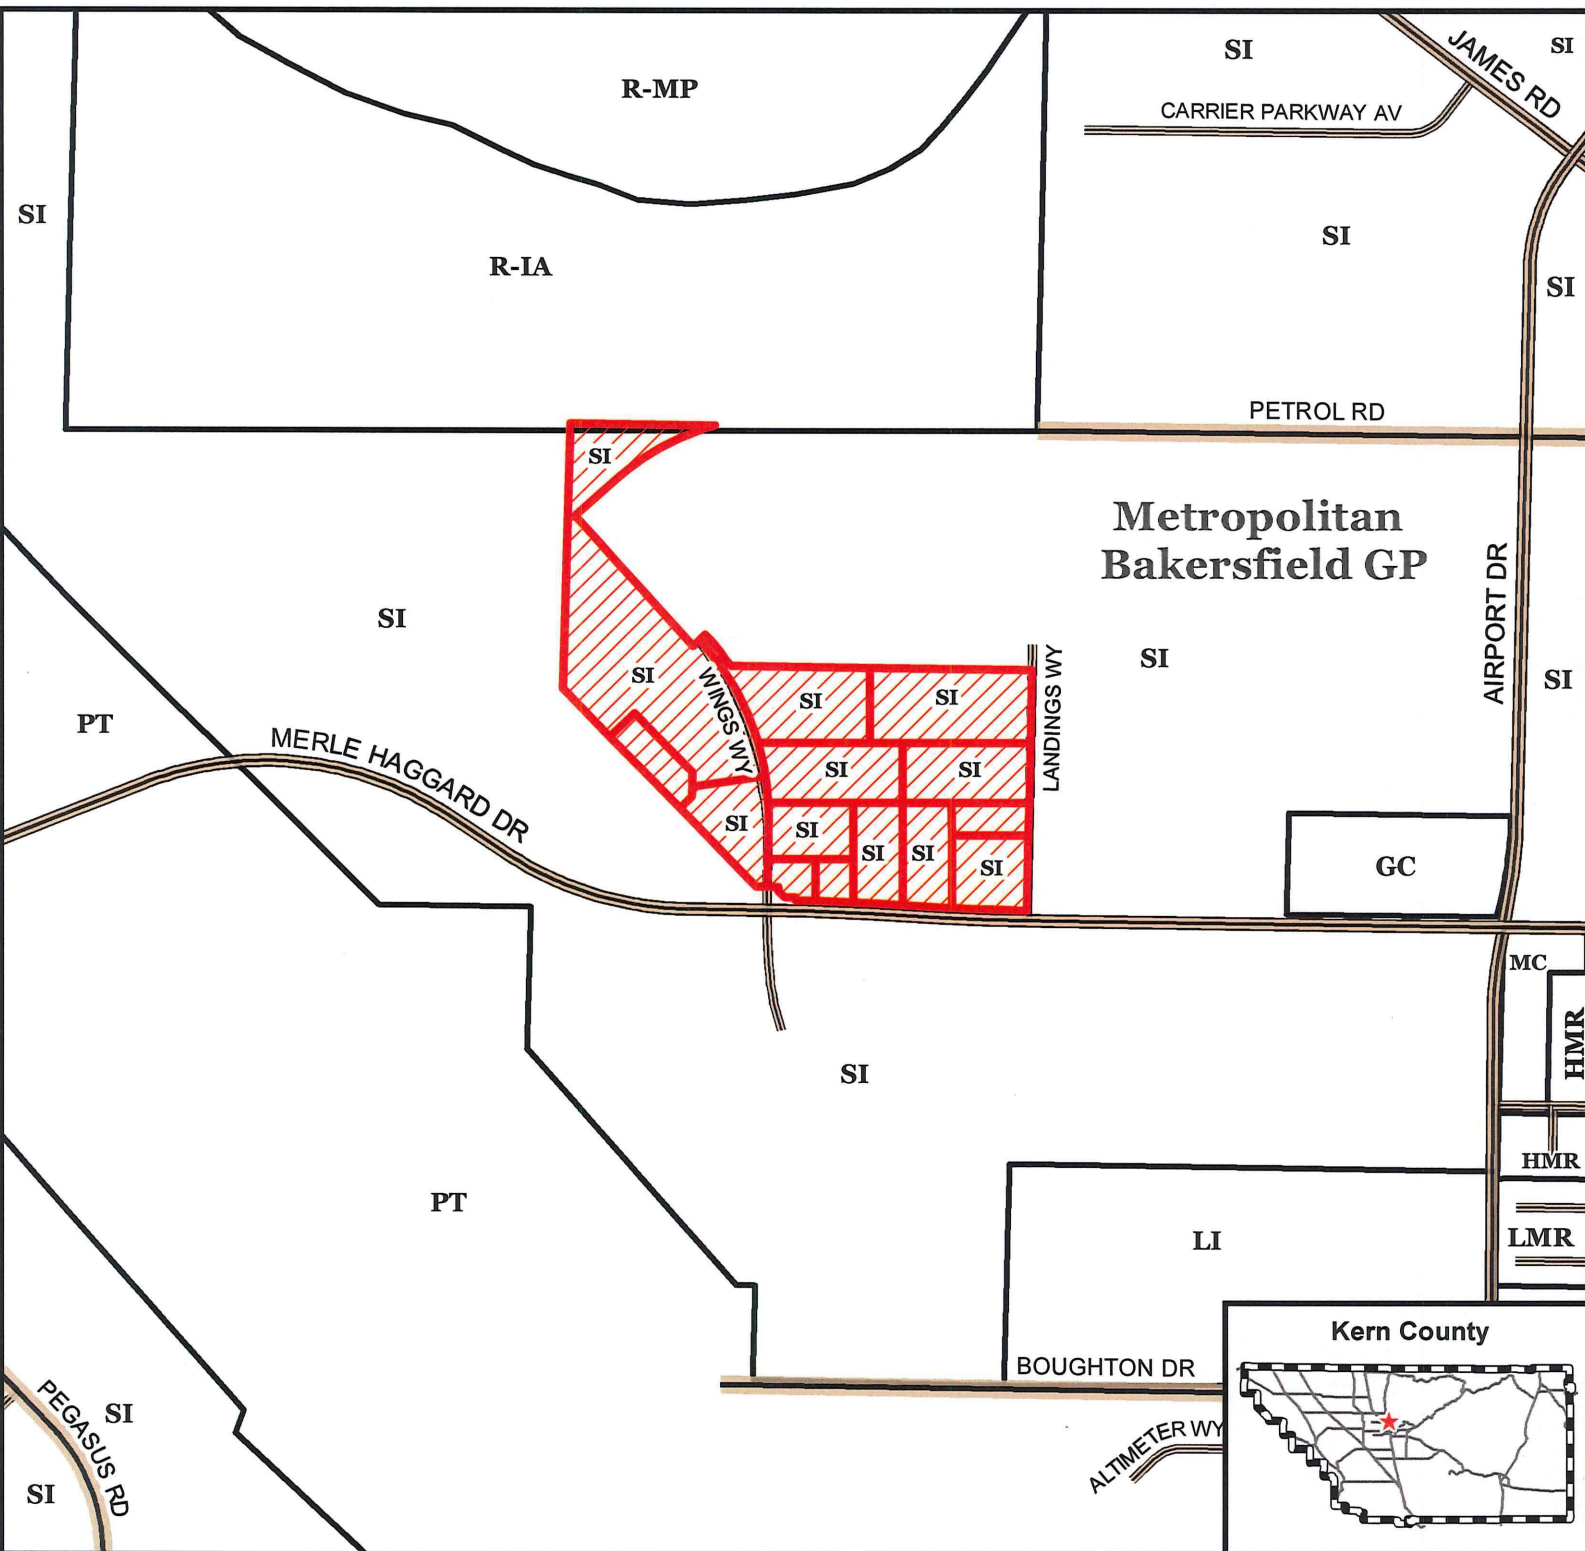 SI
JAMES RD
SI
R-MP
CARRIER PARKWAY AV
SI
SI
R-IA
SI
PETROL RD
SI
Metropolitan
Bakersfield GP
AIRPORT DR
SI
SI
SI
SI
SI
WINGS WY
SI
SI
LANDINGS WY
PT
MERLE HAGGARD DR
SI
SI
SI
SI
SI
SI
SI
GC
MC
HMR
SI
HMR
PT
LI
LMR
Kern County
BOUGHTON DR
PEGASUS RD
SI
ALTIMETER WY
SI